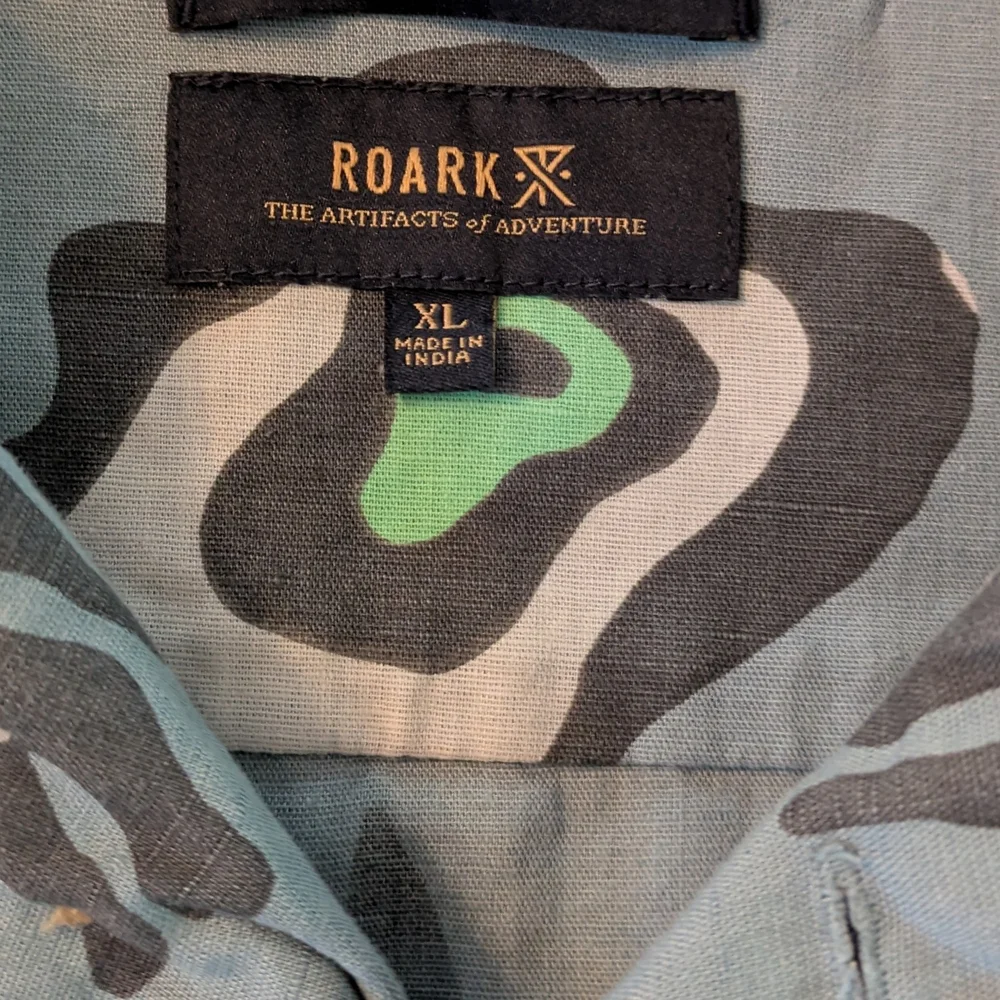 ROARK
THE ARTIFACTS of ADVENTURE
XL
MADE IN
INDIA